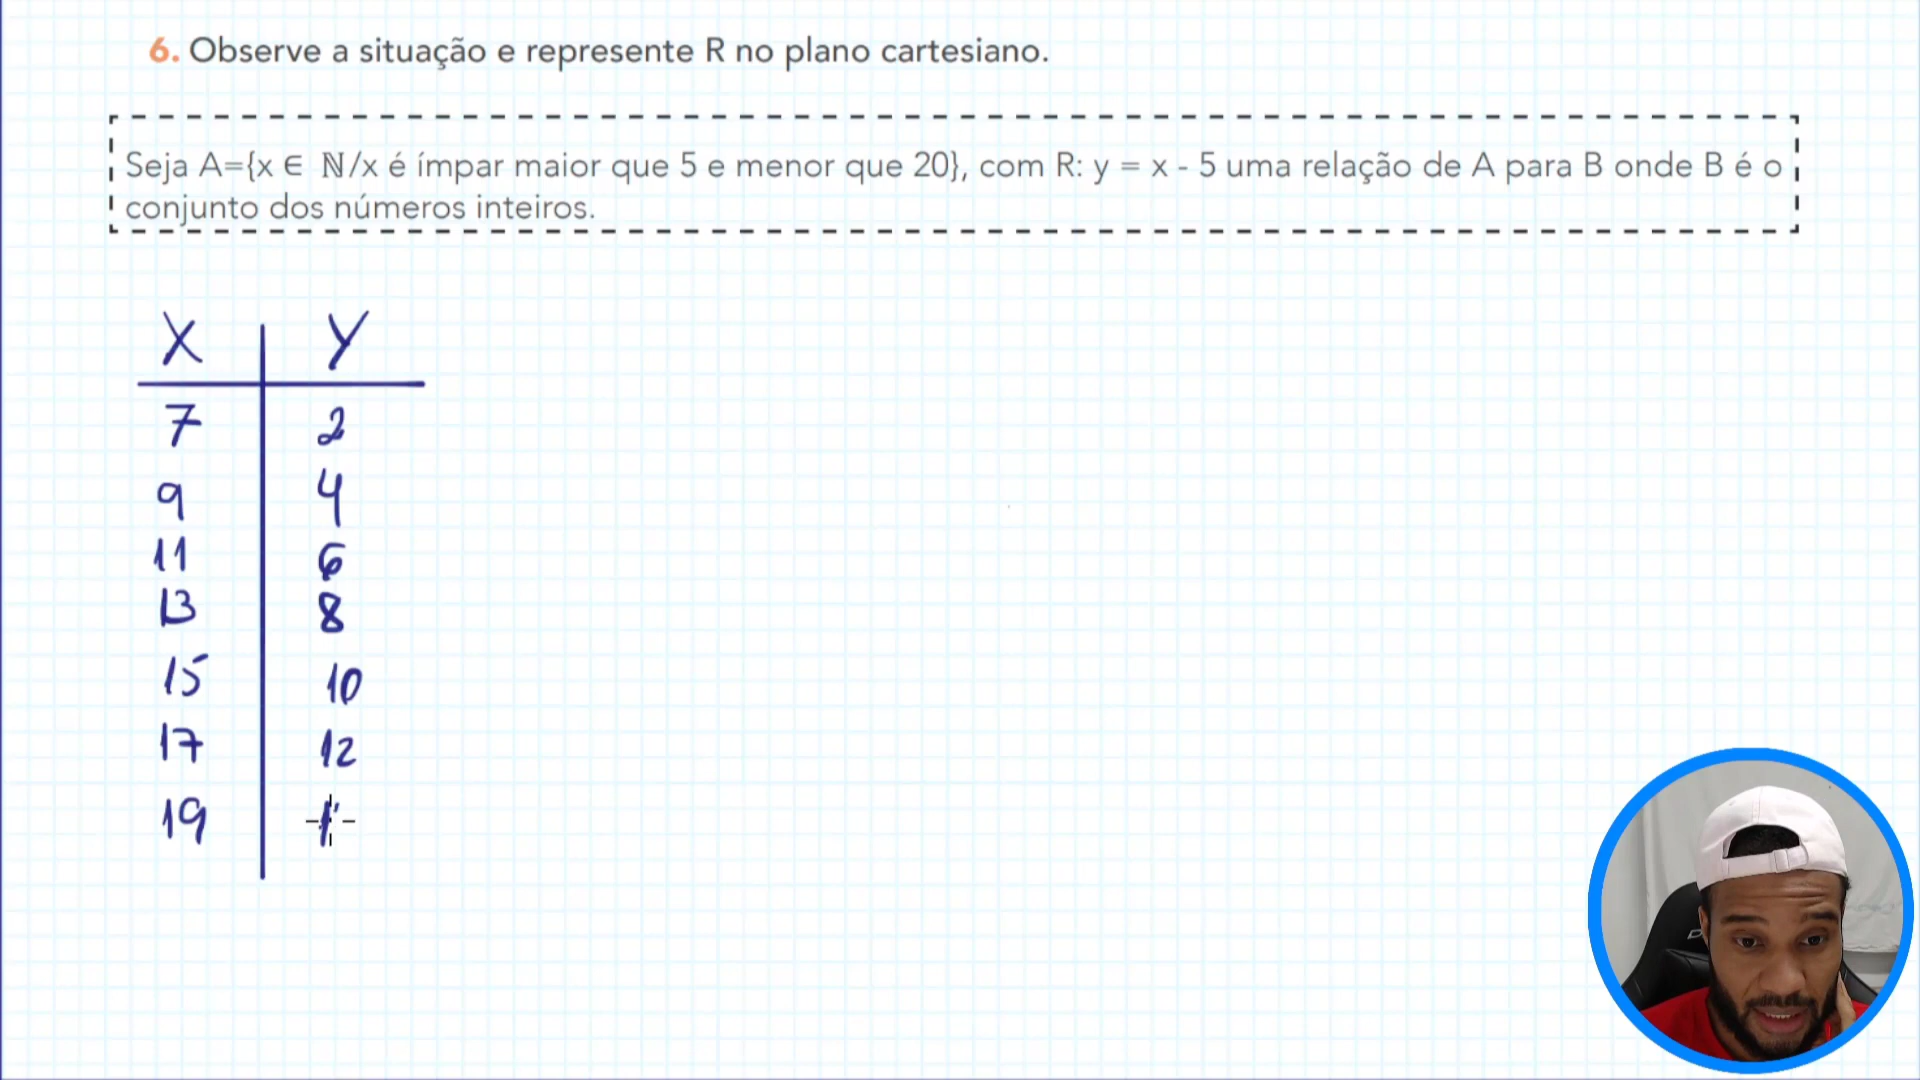 6. Observe a situação e represente R no plano cartesiano.
Seja A={x ∈ ℕ/x é ímpar maior que 5 e menor que 20}, com R: y = x - 5 uma relação de A para B onde B é o
conjunto dos números inteiros.
X Y
7 2
9 4
11 6
13 8
15 10
17 12
19